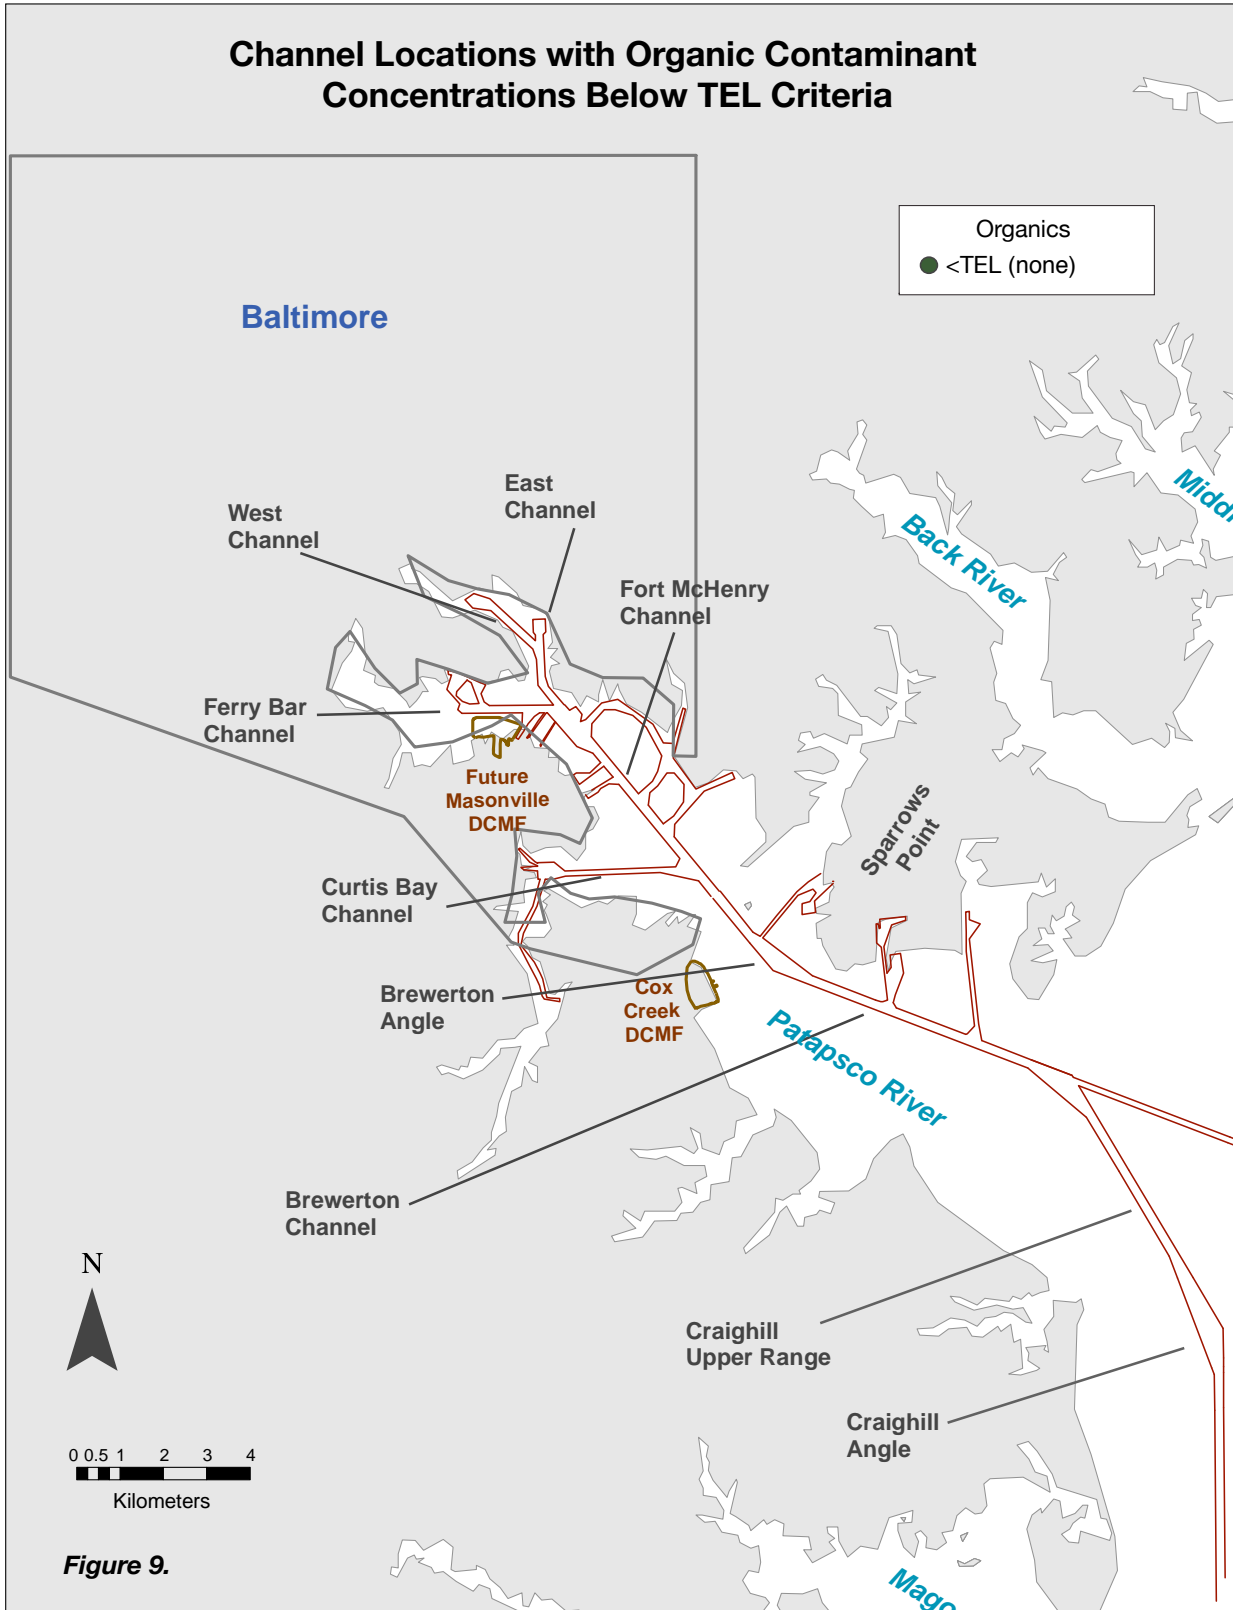 Channel Locations with Organic Contaminant
Concentrations Below TEL Criteria
Organics
<TEL (none)
Baltimore
East
Channel
West
Channel
Fort McHenry
Channel
Back River
Ferry Bar
Channel
Future
Masonville
DCMF
Sparrows
Point
Curtis Bay
Channel
Brewerton
Angle
Cox
Creek
DCMF
Patapsco River
Brewerton
Channel
N
Craighill
Upper Range
Craighill
Angle
0 0.5 1 2 3 4
Kilometers
Figure 9.